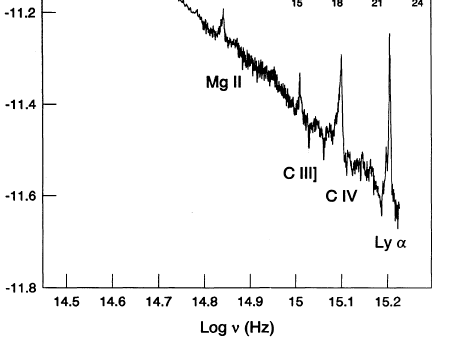 15 18 21 24
-11.2
Mg II
-11.4
C III]
C IV
-11.6
Ly α
-11.8
14.5 14.6 14.7 14.8 14.9 15 15.1 15.2
Log ν (Hz)